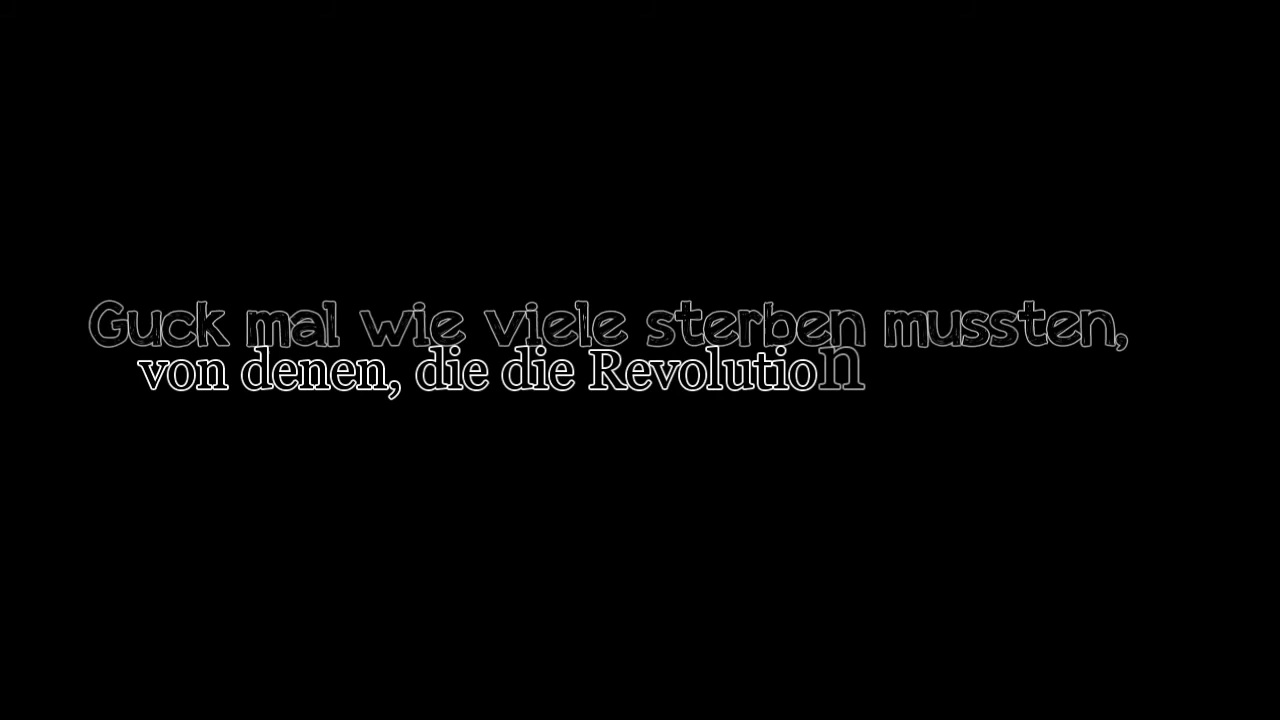 Guck mal wie viele sterben mussten,
von denen, die die Revolution